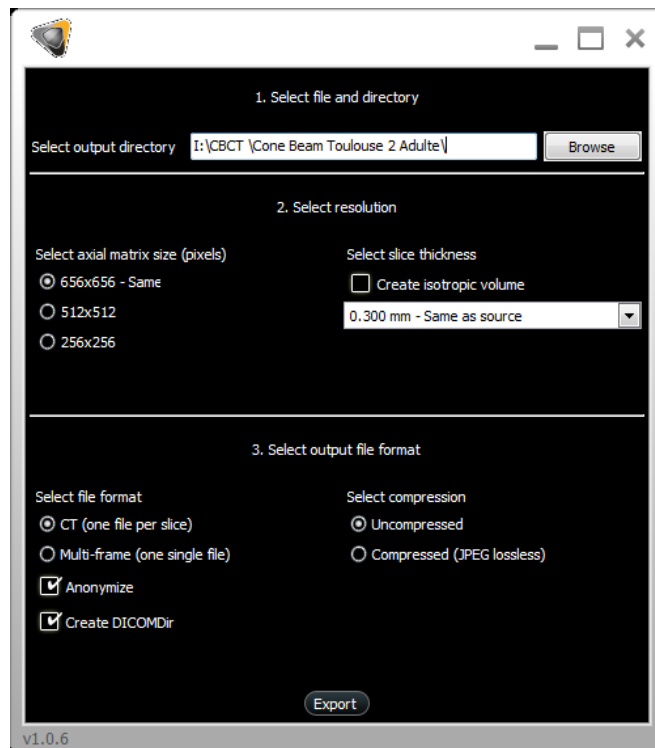 1. Select file and directory
Select output directory I:\CBCT \Cone Beam Toulouse 2 Adulte\ Browse
2. Select resolution
Select axial matrix size (pixels) Select slice thickness
656x656 - Same Create isotropic volume
512x512 0.300 mm - Same as source
256x256
3. Select output file format
Select file format Select compression
CT (one file per slice) Uncompressed
Multi-frame (one single file) Compressed (JPEG lossless)
Anonymize
Create DICOMDir
Export
v1.0.6